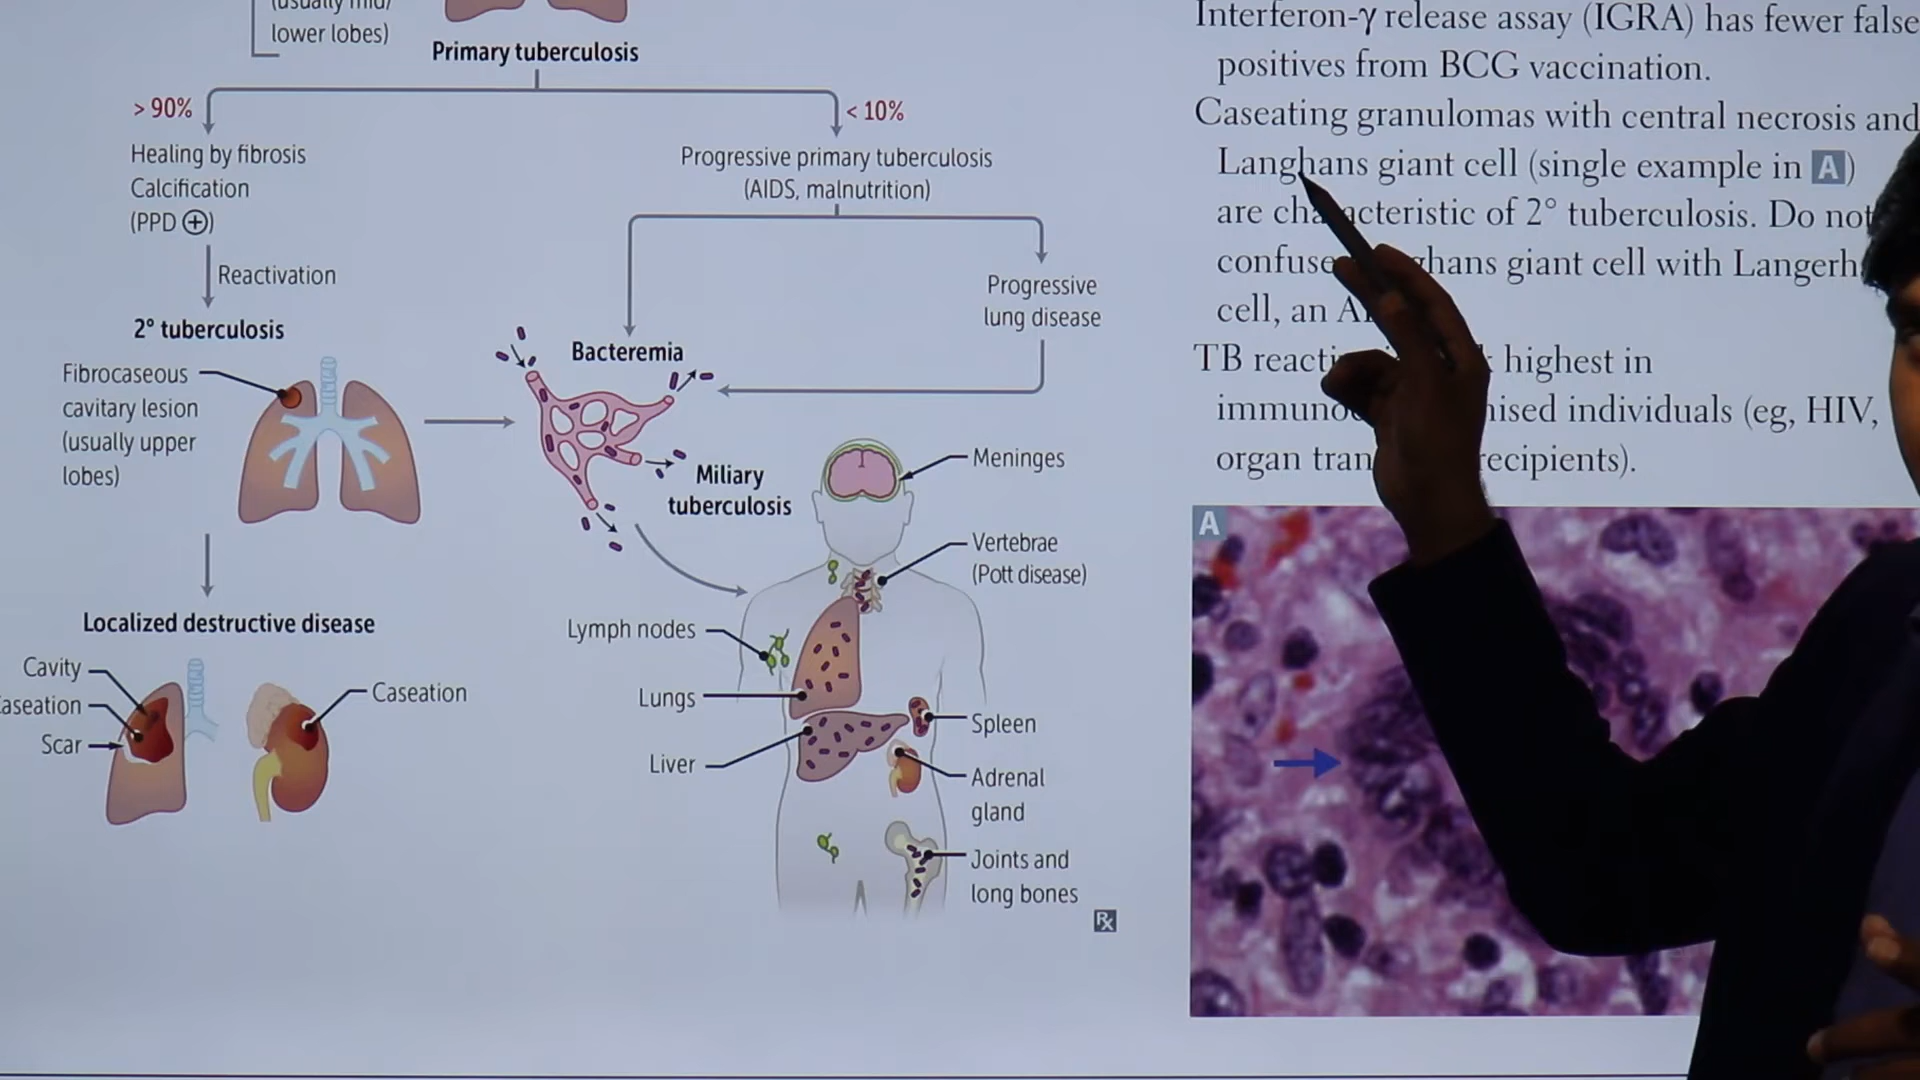 (usually mid/
lower lobes)
Primary tuberculosis
> 90%
< 10%
Healing by fibrosis
Calcification
(PPD ⊕)
Progressive primary tuberculosis
(AIDS, malnutrition)
Reactivation
2° tuberculosis
Progressive
lung disease
Bacteremia
Fibrocaseous
cavitary lesion
(usually upper
lobes)
Miliary
tuberculosis
Meninges
Vertebrae
(Pott disease)
Localized destructive disease
Lymph nodes
Cavity
Caseation
Caseation
Scar
Lungs
Spleen
Liver
Adrenal
gland
Joints and
long bones
Rx
Interferon-γ release assay (IGRA) has fewer false
positives from BCG vaccination.
Caseating granulomas with central necrosis and
Langhans giant cell (single example in A)
are characteristic of 2° tuberculosis. Do not
confuse giant cell with
cell, an
TB highest in
individuals (eg, HIV,
organ recipients).
A